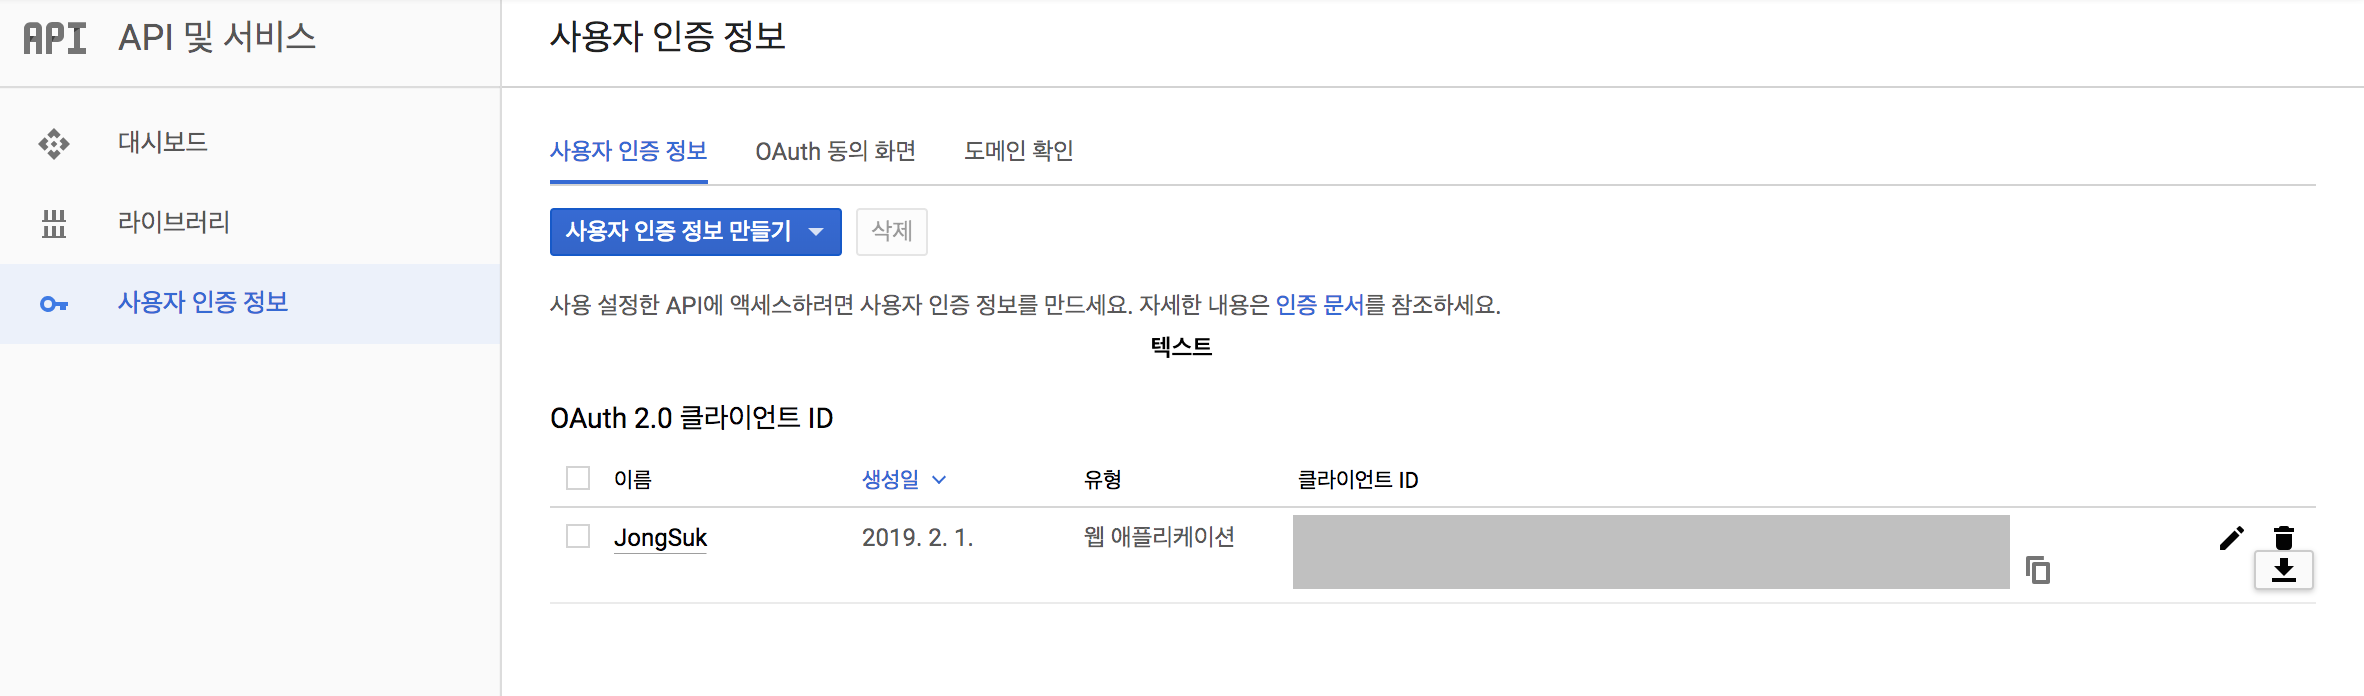 API API 및 서비스
사용자 인증 정보
대시보드
라이브러리
사용자 인증 정보
사용자 인증 정보 OAuth 동의 화면 도메인 확인
사용자 인증 정보 만들기 삭제
사용 설정한 API에 액세스하려면 사용자 인증 정보를 만드세요. 자세한 내용은 인증 문서를 참조하세요.
텍스트
OAuth 2.0 클라이언트 ID
이름 생성일 유형 클라이언트 ID
JongSuk 2019. 2. 1. 웹 애플리케이션